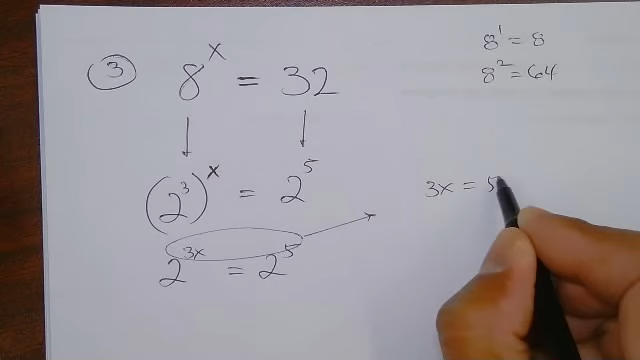 ③ 8^x = 32
(2^3)^x = 2^5
2^{3x} = 2^5
8^1 = 8
8^2 = 64
3x = 5